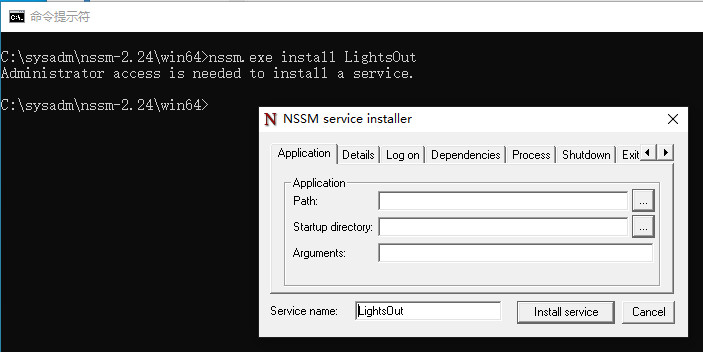 命令提示符
C:\sysadm\nssm-2.24\win64>nssm.exe install LightsOut
Administrator access is needed to install a service.
C:\sysadm\nssm-2.24\win64>
NSSM service installer
Application Details Log on Dependencies Process Shutdown Exit
Application
Path: ...
Startup directory: ...
Arguments:
Service name: LightsOut Install service Cancel